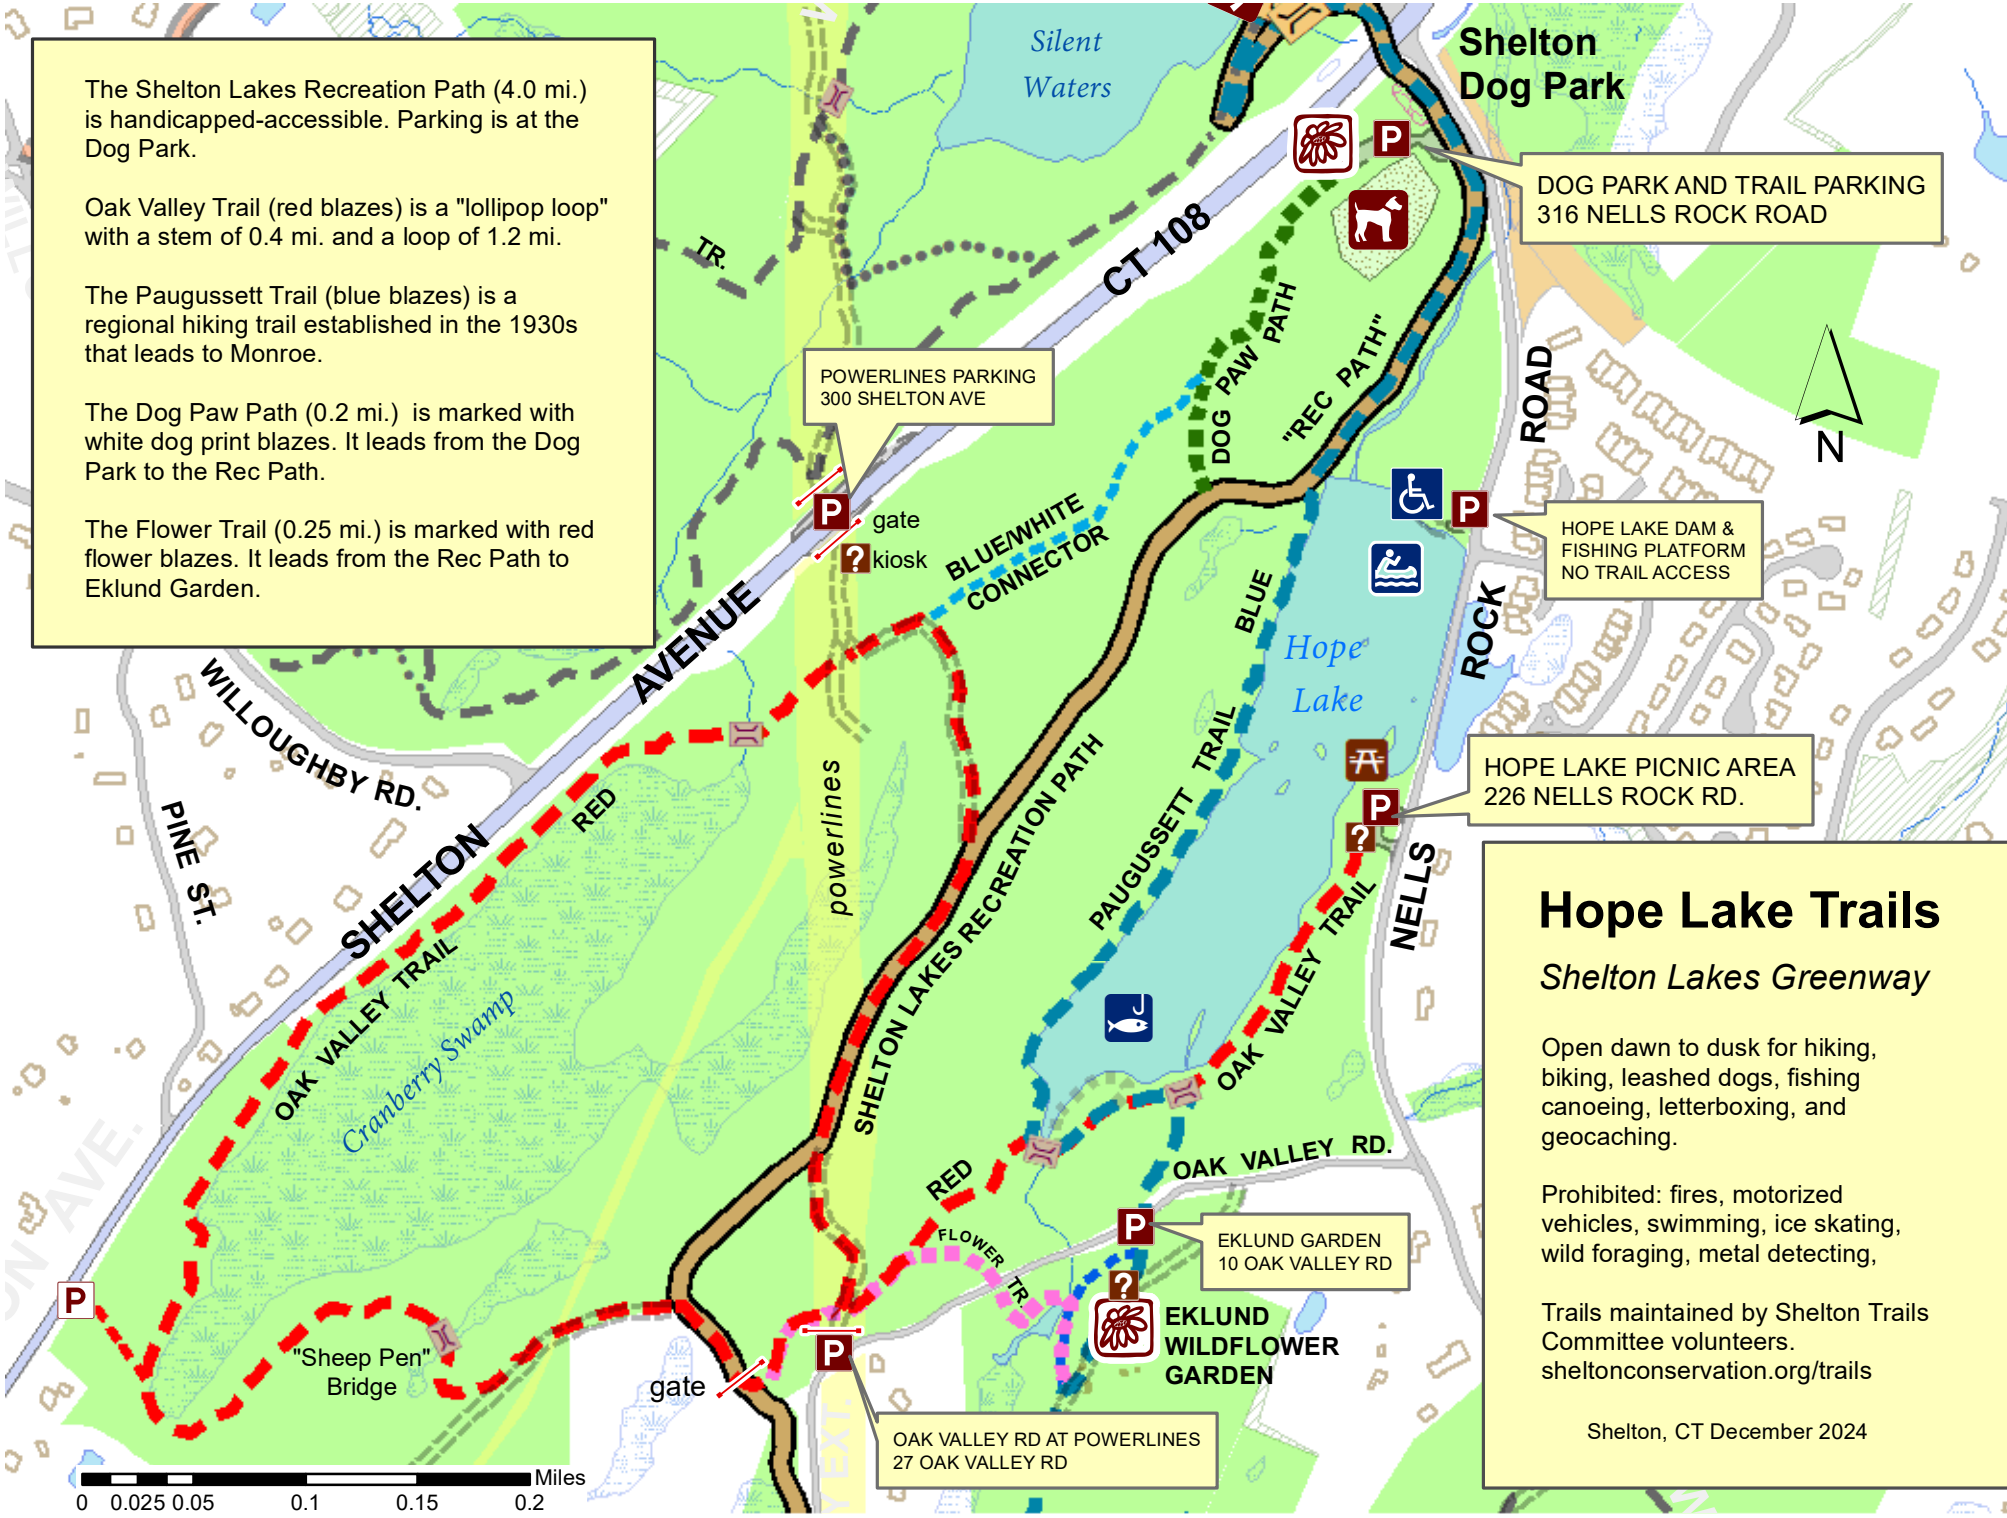 The Shelton Lakes Recreation Path (4.0 mi.)
is handicapped-accessible. Parking is at the
Dog Park.
Oak Valley Trail (red blazes) is a "lollipop loop"
with a stem of 0.4 mi. and a loop of 1.2 mi.
The Paugussett Trail (blue blazes) is a
regional hiking trail established in the 1930s
that leads to Monroe.
The Dog Paw Path (0.2 mi.)  is marked with
white dog print blazes. It leads from the Dog
Park to the Rec Path.
The Flower Trail (0.25 mi.) is marked with red
flower blazes. It leads from the Rec Path to
Eklund Garden.
Silent
Waters
Shelton
Dog Park
P
DOG PARK AND TRAIL PARKING
316 NELLS ROCK ROAD
TR.
CT 108
POWERLINES PARKING
300 SHELTON AVE
DOG PAW PATH
"REC PATH"
ROAD
N
P
gate
?
kiosk
BLUE/WHITE
CONNECTOR
P
HOPE LAKE DAM &
FISHING PLATFORM
NO TRAIL ACCESS
AVENUE
BLUE
ROCK
Hope
Lake
WILLOUGHBY RD.
PINE ST.
RED
powerlines
SHELTON LAKES RECREATION PATH
PAUGUSSETT TRAIL
P
?
HOPE LAKE PICNIC AREA
226 NELLS ROCK RD.
SHELTON
NELLS
OAK VALLEY TRAIL
Cranberry Swamp
OAK VALLEY TRAIL
Hope Lake Trails
Shelton Lakes Greenway
Open dawn to dusk for hiking,
biking, leashed dogs, fishing
canoeing, letterboxing, and
geocaching.
Prohibited: fires, motorized
vehicles, swimming, ice skating,
wild foraging, metal detecting,
Trails maintained by Shelton Trails
Committee volunteers.
sheltonconservation.org/trails
Shelton, CT December 2024
AVE.
ON AVE.
RED
OAK VALLEY RD.
FLOWER TR.
P
EKLUND GARDEN
10 OAK VALLEY RD
?
EKLUND
WILDFLOWER
GARDEN
P
"Sheep Pen"
Bridge
gate
P
OAK VALLEY RD AT POWERLINES
27 OAK VALLEY RD
Y EXT.
Miles
0 0.025 0.05 0.1 0.15 0.2